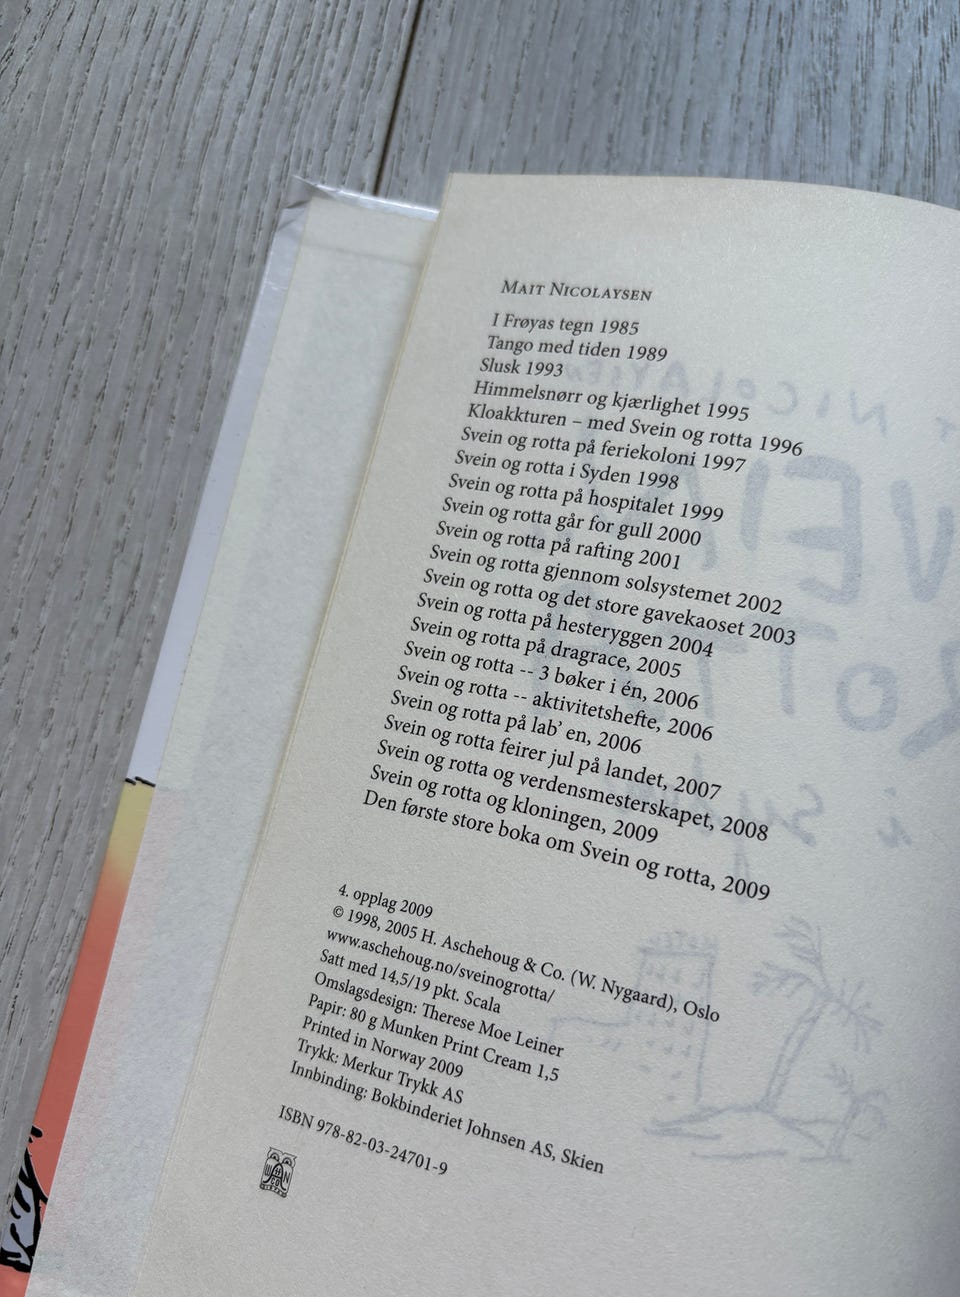 MAIT NICOLAYSEN
I Frøyas tegn 1985
Tango med tiden 1989
Slusk 1993
Himmelsnørr og kjærlighet 1995
Kloakkturen – med Svein og rotta 1996
Svein og rotta på feriekoloni 1997
Svein og rotta i Syden 1998
Svein og rotta på hospitalet 1999
Svein og rotta går for gull 2000
Svein og rotta på rafting 2001
Svein og rotta gjennom solsystemet 2002
Svein og rotta og det store gavekaoset 2003
Svein og rotta på hesteryggen 2004
Svein og rotta på dragrace, 2005
Svein og rotta -- 3 bøker i én, 2006
Svein og rotta -- aktivitetshefte, 2006
Svein og rotta på lab' en, 2006
Svein og rotta feirer jul på landet, 2007
Svein og rotta og verdensmesterskapet, 2008
Svein og rotta og kloningen, 2009
Den første store boka om Svein og rotta, 2009
4. opplag 2009
© 1998, 2005 H. Aschehoug & Co. (W. Nygaard), Oslo
www.aschehoug.no/sveinogrotta/
Satt med 14,5/19 pkt. Scala
Omslagsdesign: Therese Moe Leiner
Papir: 80 g Munken Print Cream 1,5
Printed in Norway 2009
Trykk: Merkur Trykk AS
Innbinding: Bokbinderiet Johnsen AS, Skien
ISBN 978-82-03-24701-9